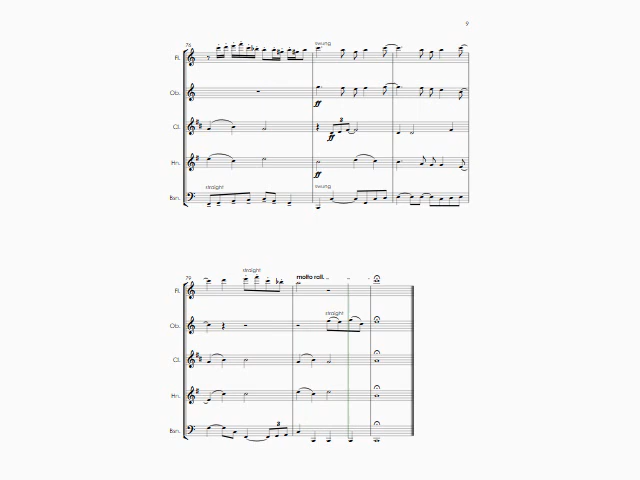 9
76
swung
Fl.
Ob.
ff
3
Cl.
ff
Hn.
ff
straight
swung
Bsn.
79
straight
molto rall.
Fl.
straight
Ob.
Cl.
Hn.
3
Bsn.